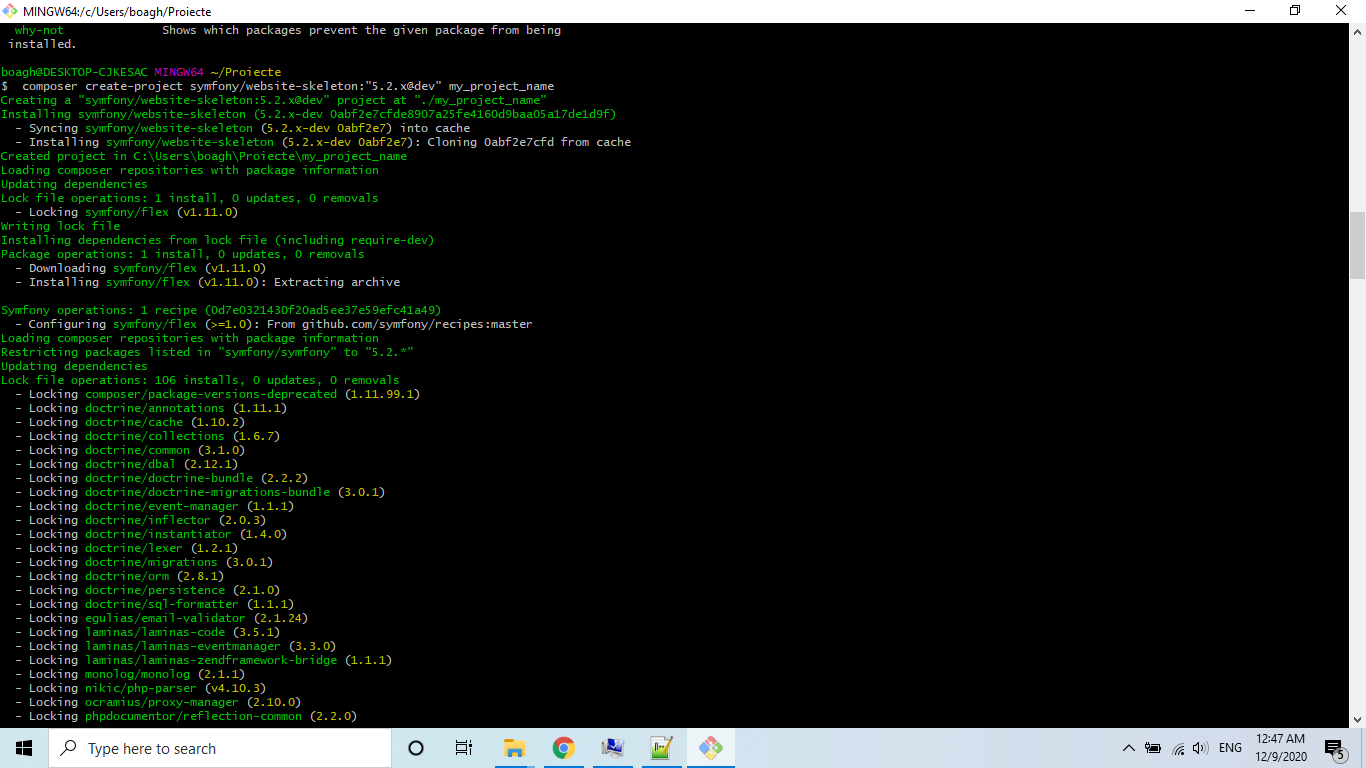 MINGW64:/c/Users/boagh/Proiecte
why-not Shows which packages prevent the given package from being
installed.
boagh@DESKTOP-CJKESAC MINGW64 ~/Proiecte
$ composer create-project symfony/website-skeleton:"5.2.x@dev" my_project_name
Creating a "symfony/website-skeleton:5.2.x@dev" project at "./my_project_name"
Installing symfony/website-skeleton (5.2.x-dev 0abf2e7cfde8907a25fe4160d9baa05a17de1d9f)
- Syncing symfony/website-skeleton (5.2.x-dev 0abf2e7) into cache
- Installing symfony/website-skeleton (5.2.x-dev 0abf2e7): Cloning 0abf2e7cfd from cache
Created project in C:\Users\boagh\Proiecte\my_project_name
Loading composer repositories with package information
Updating dependencies
Lock file operations: 1 install, 0 updates, 0 removals
- Locking symfony/flex (v1.11.0)
Writing lock file
Installing dependencies from lock file (including require-dev)
Package operations: 1 install, 0 updates, 0 removals
- Downloading symfony/flex (v1.11.0)
- Installing symfony/flex (v1.11.0): Extracting archive
Symfony operations: 1 recipe (0d7e0321430f20ad5ee37e59efc41a49)
- Configuring symfony/flex (>=1.0): From github.com/symfony/recipes:master
Loading composer repositories with package information
Restricting packages listed in "symfony/symfony" to "5.2.*"
Updating dependencies
Lock file operations: 106 installs, 0 updates, 0 removals
- Locking composer/package-versions-deprecated (1.11.99.1)
- Locking doctrine/annotations (1.11.1)
- Locking doctrine/cache (1.10.2)
- Locking doctrine/collections (1.6.7)
- Locking doctrine/common (3.1.0)
- Locking doctrine/dbal (2.12.1)
- Locking doctrine/doctrine-bundle (2.2.2)
- Locking doctrine/doctrine-migrations-bundle (3.0.1)
- Locking doctrine/event-manager (1.1.1)
- Locking doctrine/inflector (2.0.3)
- Locking doctrine/instantiator (1.4.0)
- Locking doctrine/lexer (1.2.1)
- Locking doctrine/migrations (3.0.1)
- Locking doctrine/orm (2.8.1)
- Locking doctrine/persistence (2.1.0)
- Locking doctrine/sql-formatter (1.1.1)
- Locking egulias/email-validator (2.1.24)
- Locking laminas/laminas-code (3.5.1)
- Locking laminas/laminas-eventmanager (3.3.0)
- Locking laminas/laminas-zendframework-bridge (1.1.1)
- Locking monolog/monolog (2.1.1)
- Locking nikic/php-parser (v4.10.3)
- Locking ocramius/proxy-manager (2.10.0)
- Locking phpdocumentor/reflection-common (2.2.0)
Type here to search
ENG
12:47 AM
12/9/2020
5